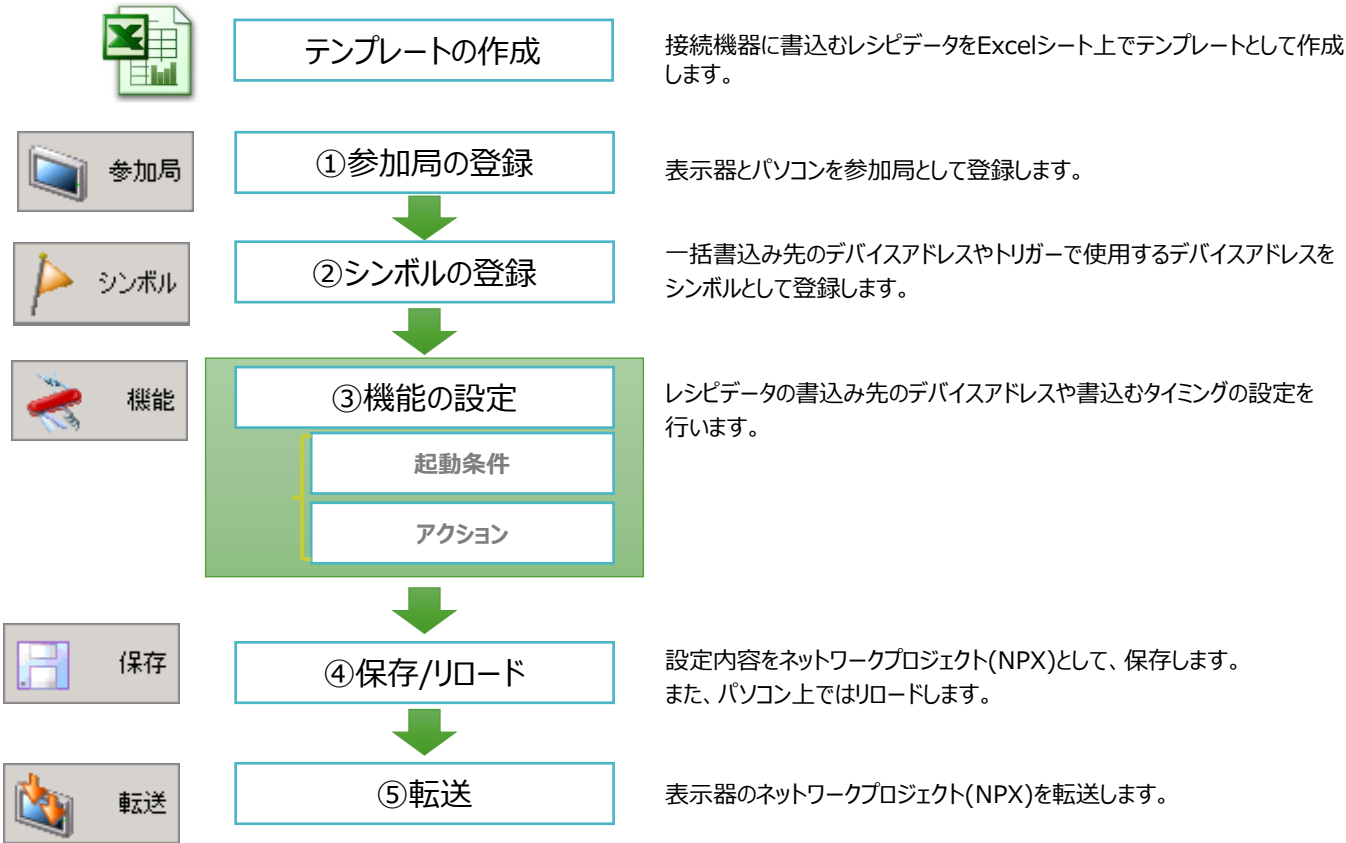 テンプレートの作成
接続機器に書込むレシピデータをExcelシート上でテンプレートとして作成
します。
参加局
①参加局の登録
表示器とパソコンを参加局として登録します。
シンボル
②シンボルの登録
一括書込み先のデバイスアドレスやトリガーで使用するデバイスアドレスを
シンボルとして登録します。
機能
③機能の設定
レシピデータの書込み先のデバイスアドレスや書込むタイミングの設定を
行います。
起動条件
アクション
保存
④保存/リロード
設定内容をネットワークプロジェクト(NPX)として、保存します。
また、パソコン上ではリロードします。
転送
⑤転送
表示器のネットワークプロジェクト(NPX)を転送します。